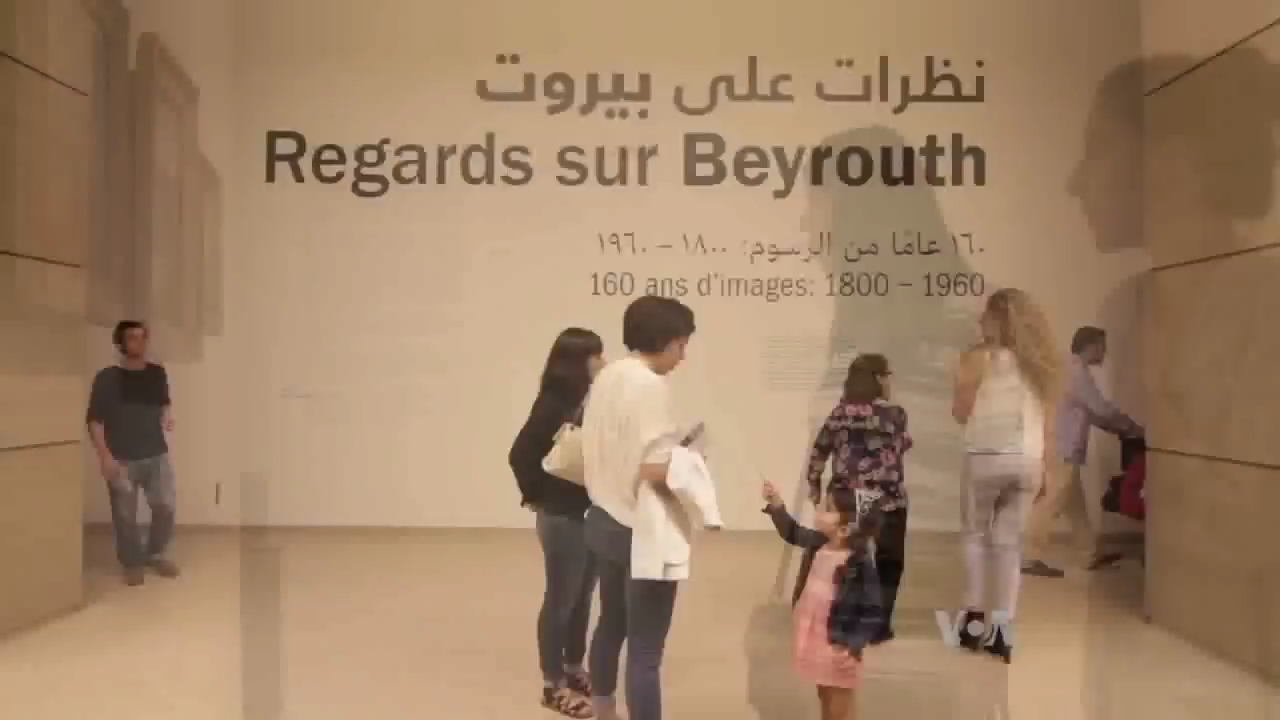 نظرات على بيروت
Regards sur Beyrouth
١٦٠ عامًا من الرسوم: ١٨٠٠ – ١٩٦٠
160 ans d'images: 1800 – 1960
VOA